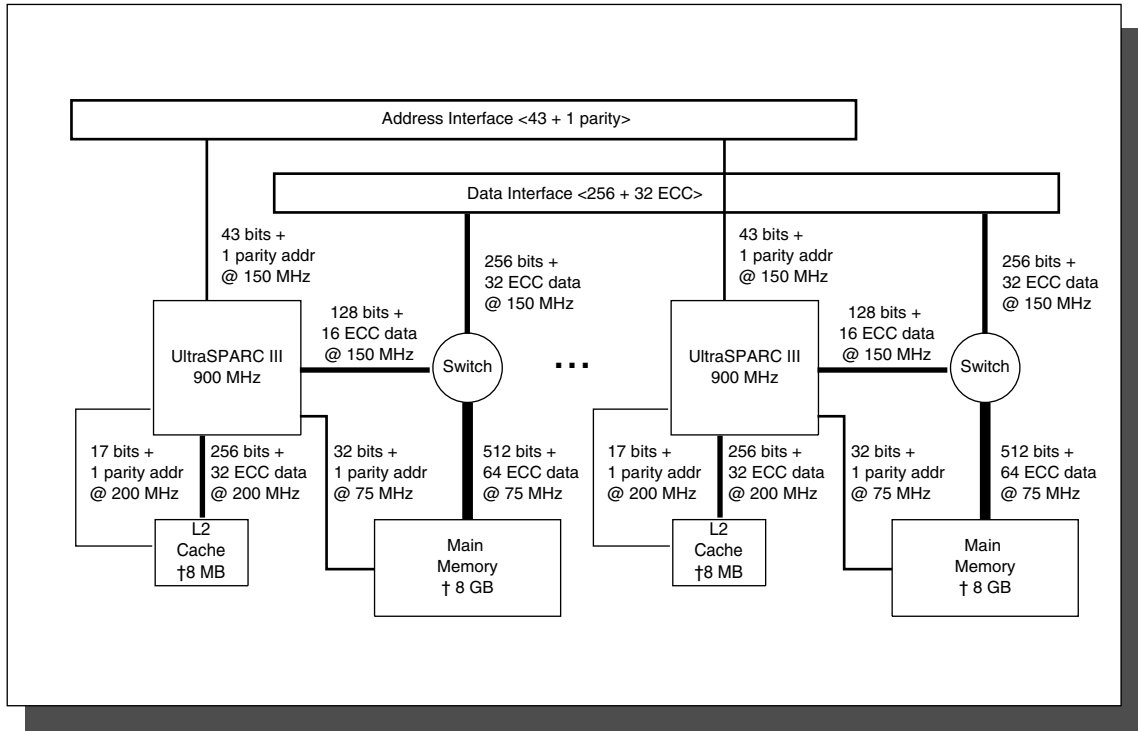 Address Interface <43 + 1 parity>
Data Interface <256 + 32 ECC>
43 bits +
1 parity addr
@ 150 MHz
256 bits +
32 ECC data
@ 150 MHz
128 bits +
16 ECC data
@ 150 MHz
UltraSPARC III
900 MHz
Switch
17 bits +
1 parity addr
@ 200 MHz
256 bits +
32 ECC data
@ 200 MHz
32 bits +
1 parity addr
@ 75 MHz
512 bits +
64 ECC data
@ 75 MHz
L2
Cache
†8 MB
Main
Memory
† 8 GB
...
43 bits +
1 parity addr
@ 150 MHz
256 bits +
32 ECC data
@ 150 MHz
128 bits +
16 ECC data
@ 150 MHz
UltraSPARC III
900 MHz
Switch
17 bits +
1 parity addr
@ 200 MHz
256 bits +
32 ECC data
@ 200 MHz
32 bits +
1 parity addr
@ 75 MHz
512 bits +
64 ECC data
@ 75 MHz
L2
Cache
†8 MB
Main
Memory
† 8 GB